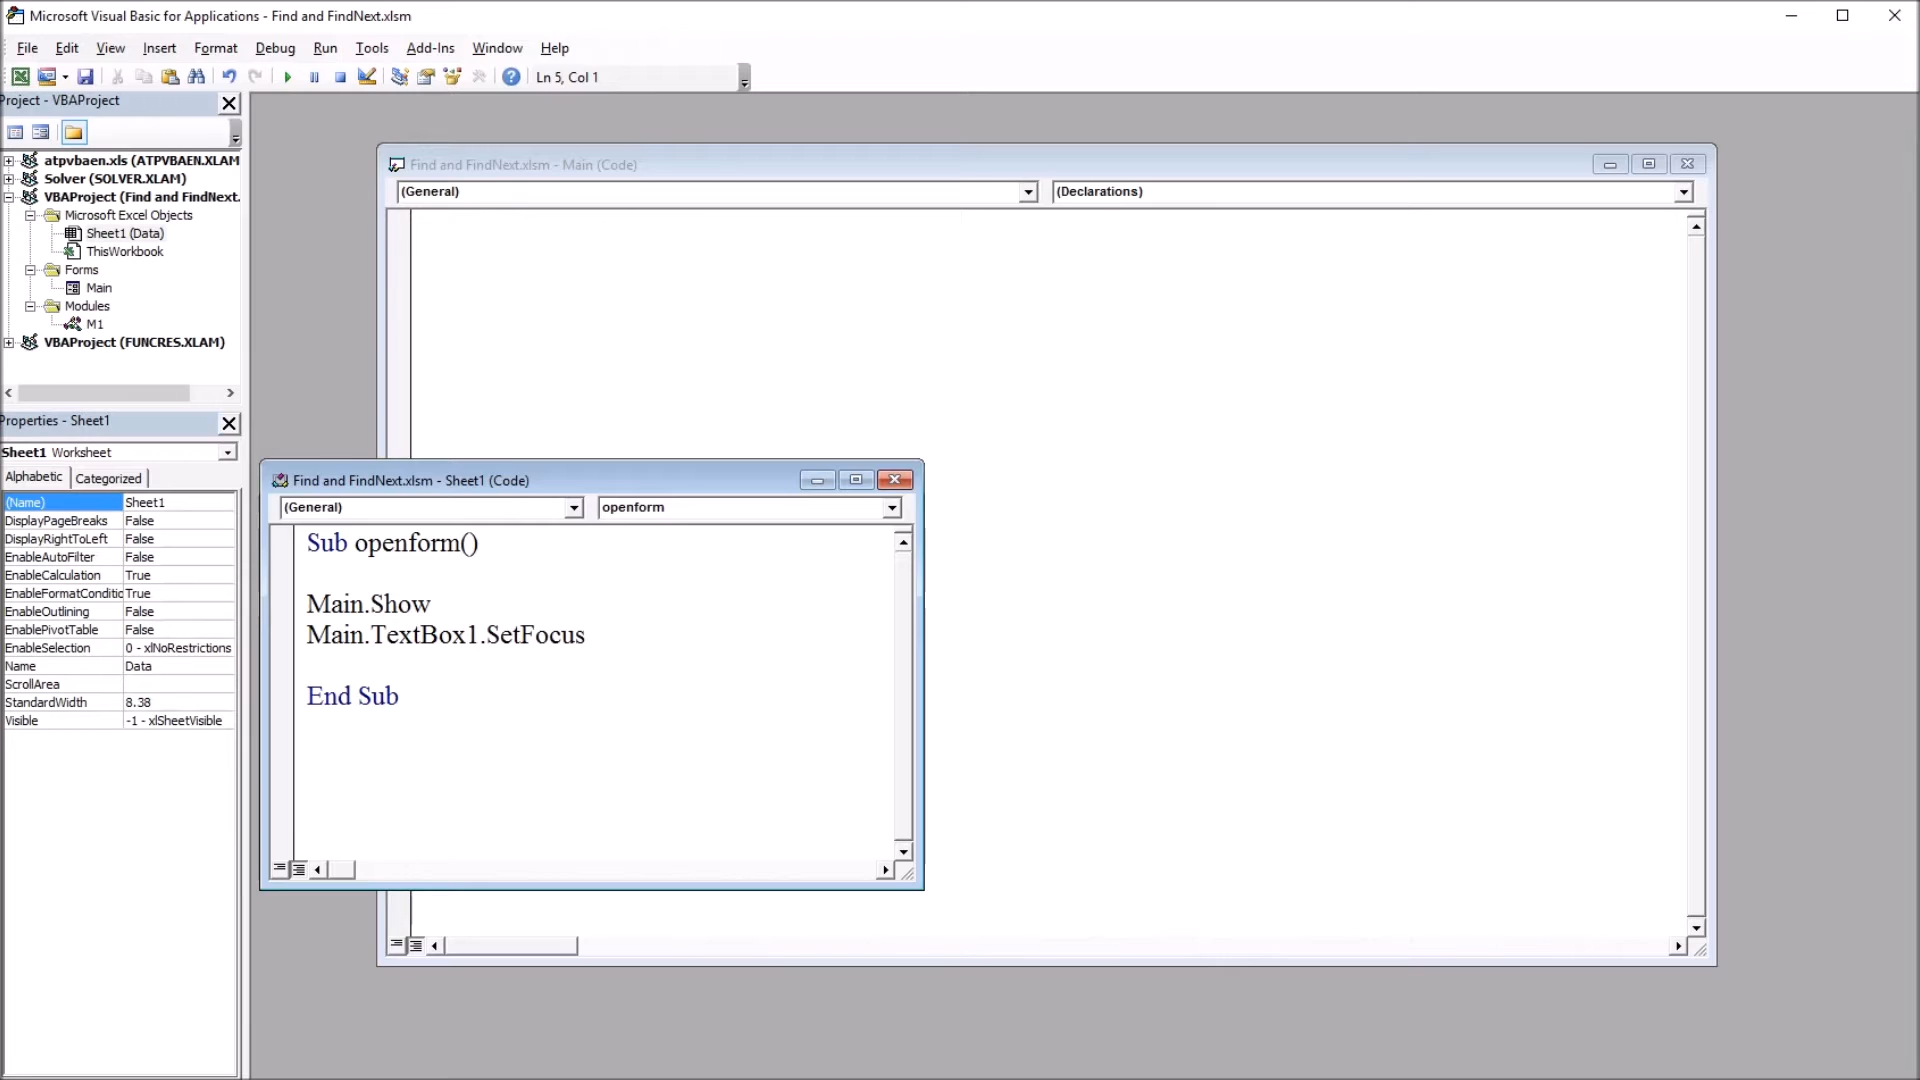 Microsoft Visual Basic for Applications - Find and FindNext.xlsm
File Edit View Insert Format Debug Run Tools Add-Ins Window Help
Ln 5, Col 1
Project - VBAProject
atpvbaen.xls (ATPVBAEN.XLAM
Solver (SOLVER.XLAM)
VBAProject (Find and FindNext.
Microsoft Excel Objects
Sheet1 (Data)
ThisWorkbook
Forms
Main
Modules
M1
VBAProject (FUNCRES.XLAM)
Properties - Sheet1
Sheet1 Worksheet
Alphabetic Categorized
(Name) Sheet1
DisplayPageBreaks False
DisplayRightToLeft False
EnableAutoFilter False
EnableCalculation True
EnableFormatConditic True
EnableOutlining False
EnablePivotTable False
EnableSelection 0 - xlNoRestrictions
Name Data
ScrollArea
StandardWidth 8.38
Visible -1 - xlSheetVisible
Find and FindNext.xlsm - Main (Code)
(General) (Declarations)
Find and FindNext.xlsm - Sheet1 (Code)
(General) openform
Sub openform()
Main.Show
Main.TextBox1.SetFocus
End Sub